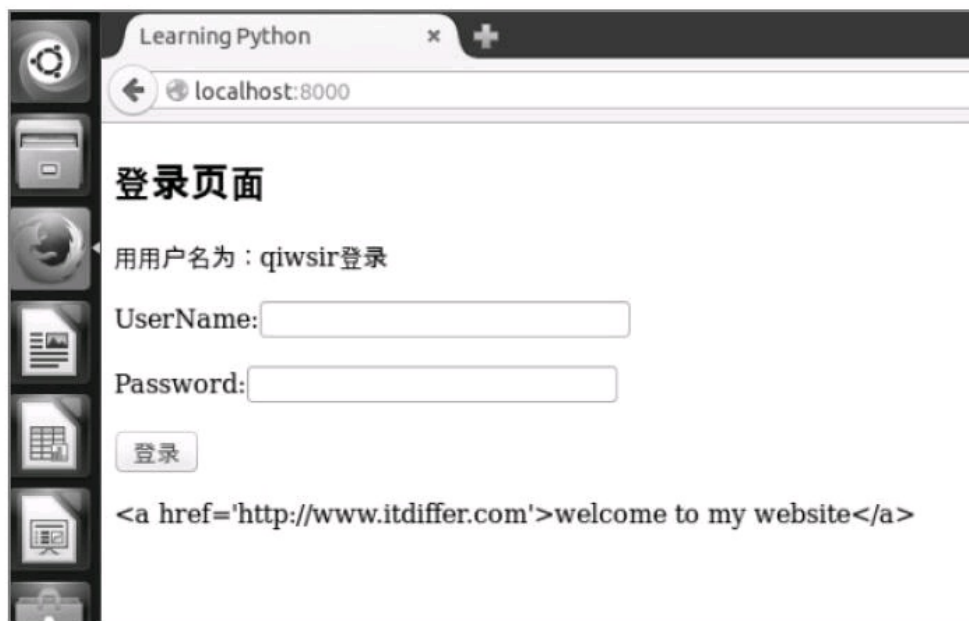 Learning Python
localhost:8000
登录页面
用用户名为：qiwsir登录
UserName:
Password:
登录
<a href='http://www.itdiffer.com'>welcome to my website</a>